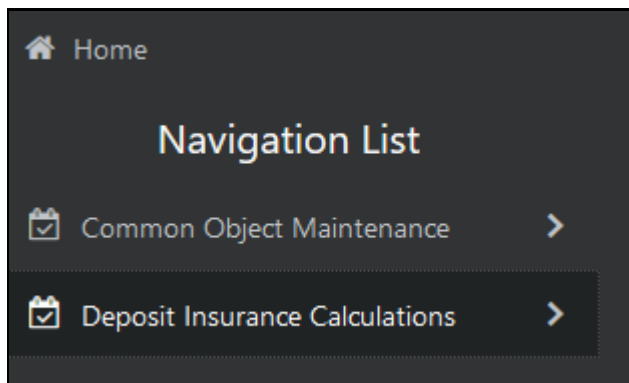 Home
Navigation List
Common Object Maintenance
Deposit Insurance Calculations